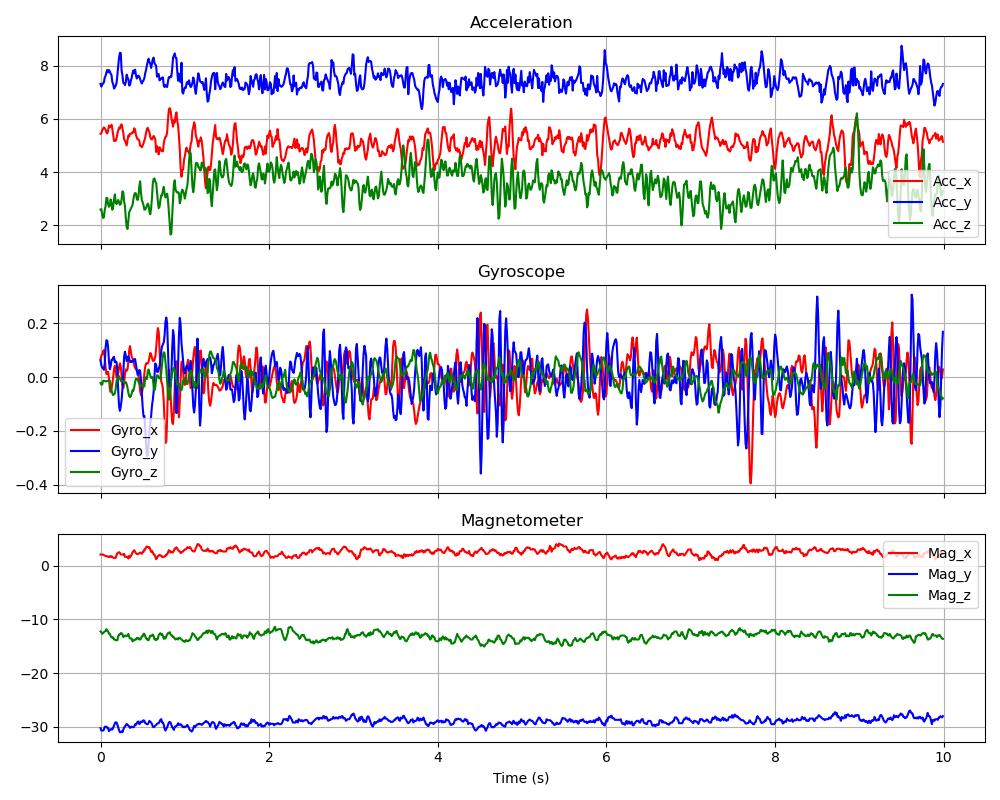 Acceleration
8
6
4
2
Acc_x
Acc_y
Acc_z
Gyroscope
0.2
0.0
−0.2
−0.4
Gyro_x
Gyro_y
Gyro_z
Magnetometer
0
−10
−20
−30
Mag_x
Mag_y
Mag_z
0 2 4 6 8 10
Time (s)